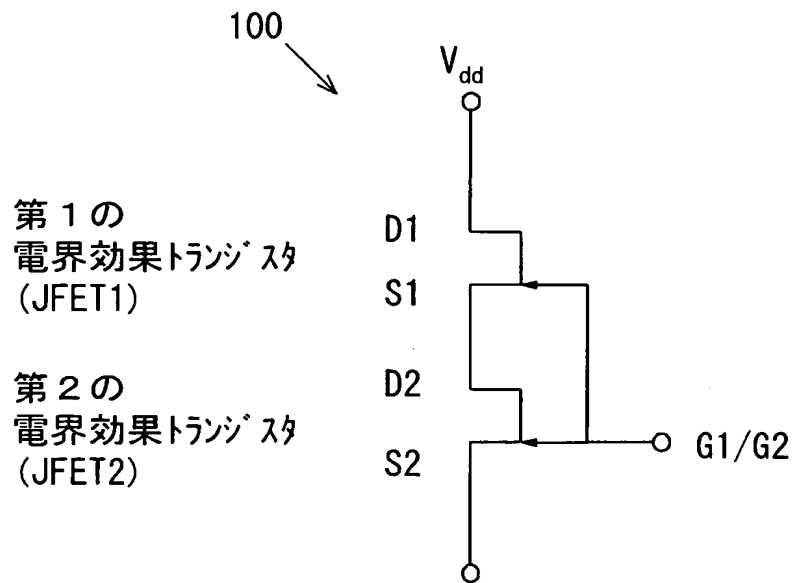 100
Vdd
第１の
電界効果ﾄﾗﾝｼﾞｽﾀ
(JFET1)
D1
S1
第２の
電界効果ﾄﾗﾝｼﾞｽﾀ
(JFET2)
D2
S2
G1/G2